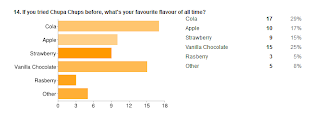 14. If you tried Chupa Chups before, what's your favourite flavour of all time?
Cola
Apple
Strawberry
Vanilla Chocolate
Rasberry
Other
0 3 6 9 12 15 18
Cola 17 29%
Apple 10 17%
Strawberry 9 15%
Vanilla Chocolate 15 25%
Rasberry 3 5%
Other 5 8%